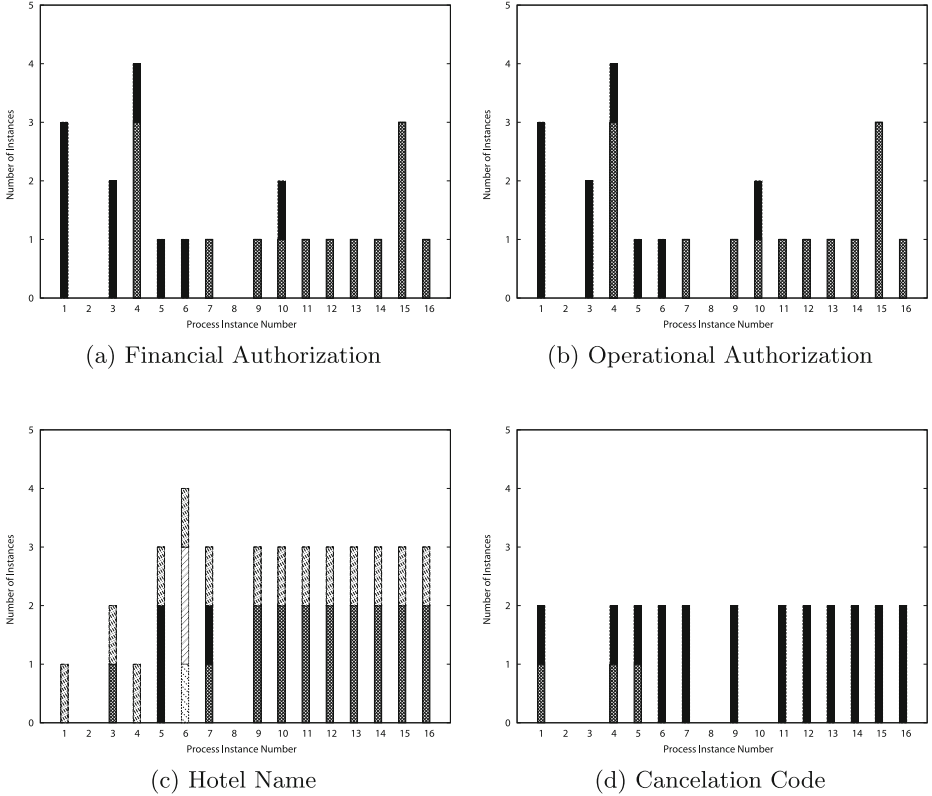 5
4
3
2
1
0
Number of Instances
1 2 3 4 5 6 7 8 9 10 11 12 13 14 15 16
Process Instance Number
(a) Financial Authorization
5
4
3
2
1
0
Number of Instances
1 2 3 4 5 6 7 8 9 10 11 12 13 14 15 16
Process Instance Number
(b) Operational Authorization
5
4
3
2
1
0
Number of Instances
1 2 3 4 5 6 7 8 9 10 11 12 13 14 15 16
Process Instance Number
(c) Hotel Name
5
4
3
2
1
0
Number of Instances
1 2 3 4 5 6 7 8 9 10 11 12 13 14 15 16
Process Instance Number
(d) Cancelation Code